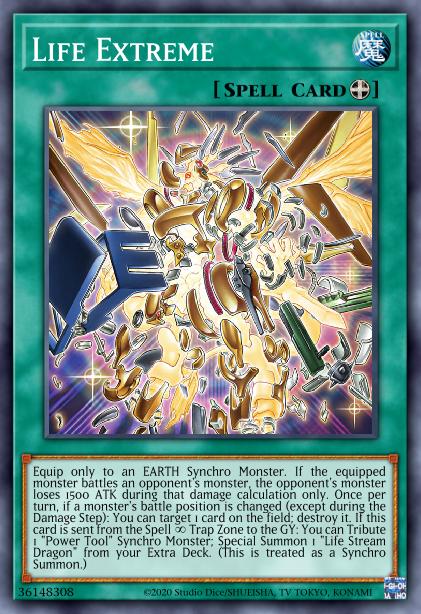 LIFE EXTREME
SPELL
魔
[SPELL CARD]
Equip only to an EARTH Synchro Monster. If the equipped
monster battles an opponent's monster, the opponent's monster
loses 1500 ATK during that damage calculation only. Once per
turn, if a monster's battle position is changed (except during the
Damage Step): You can target 1 card on the field; destroy it. If this
card is sent from the Spell ∞ Trap Zone to the GY: You can Tribute
1 "Power Tool" Synchro Monster; Special Summon 1 "Life Stream
Dragon" from your Extra Deck. (This is treated as a Synchro
Summon.)
36148308
©2020 Studio Dice/SHUEISHA, TV TOKYO, KONAMI